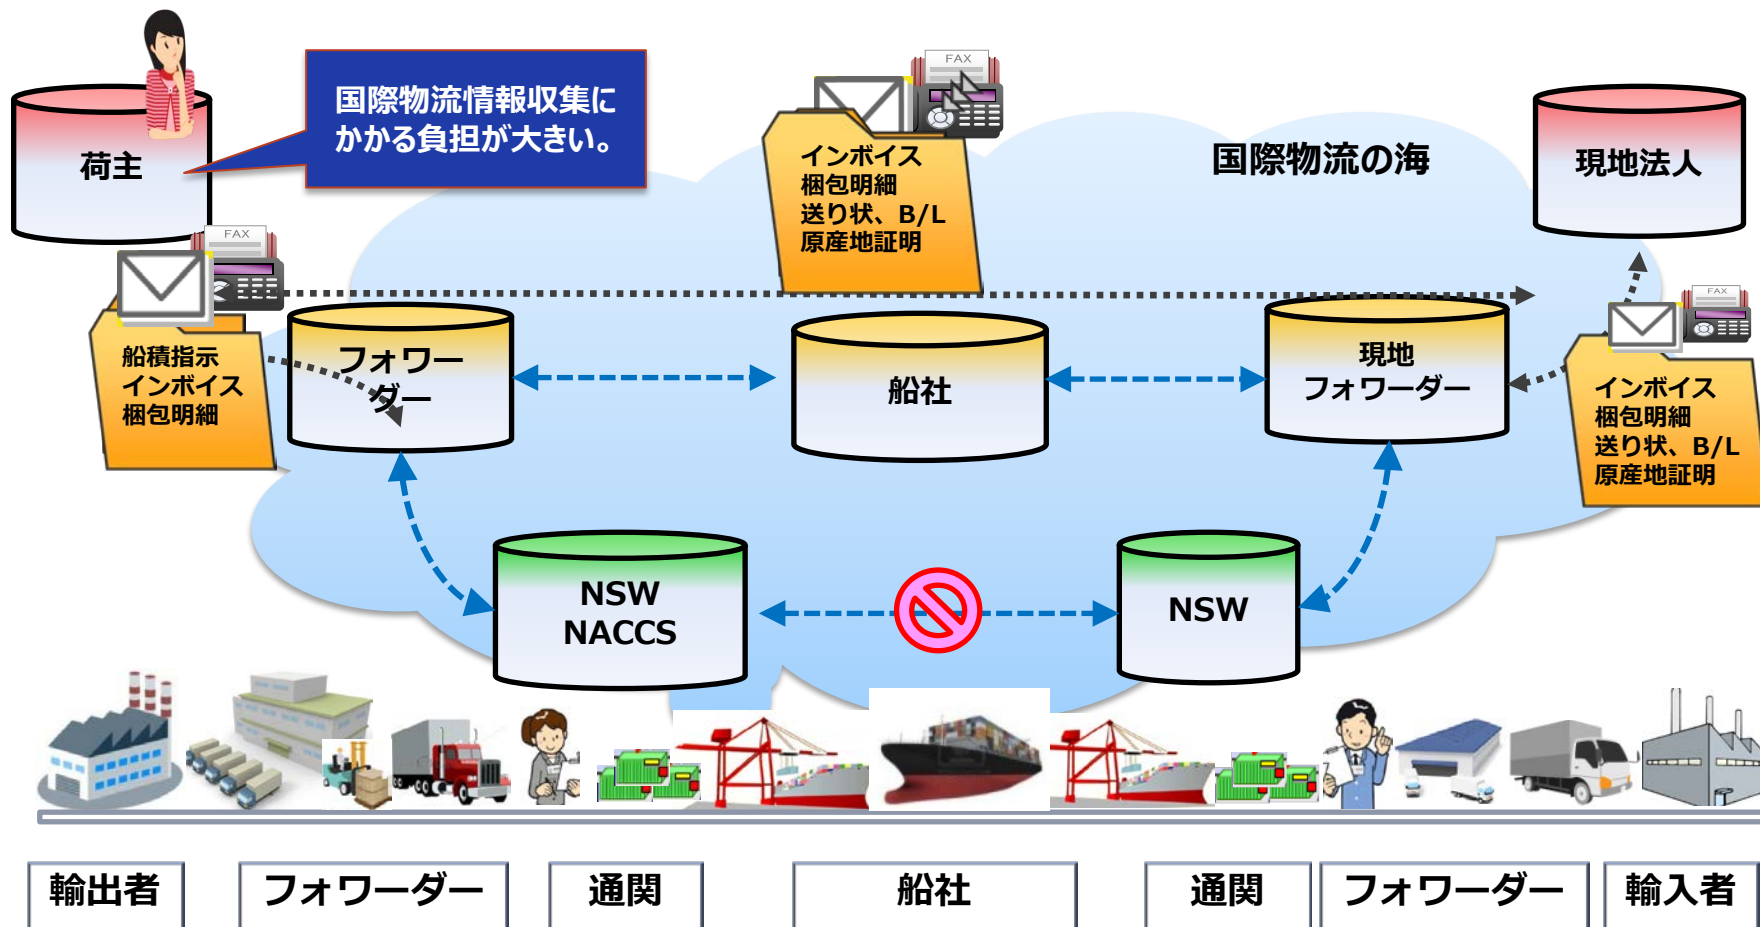 国際物流情報収集に
かかる負担が大きい。
荷主
FAX
インボイス
梱包明細
送り状、B/L
原産地証明
国際物流の海
現地法人
FAX
船積指示
インボイス
梱包明細
フォワー
ダー
船社
現地
フォワーダー
FAX
インボイス
梱包明細
送り状、B/L
原産地証明
NSW
NACCS
NSW
輸出者
フォワーダー
通関
船社
通関
フォワーダー
輸入者